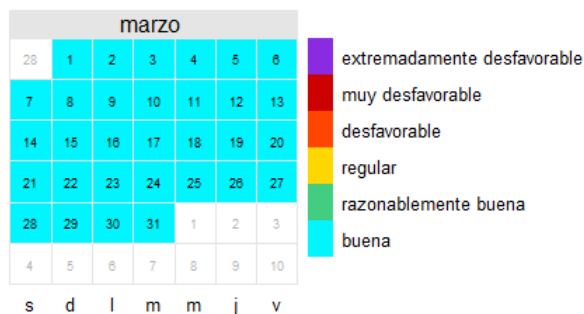 marzo
28 1 2 3 4 5 6
7 8 9 10 11 12 13
14 15 16 17 18 19 20
21 22 23 24 25 26 27
28 29 30 31 1 2 3
4 5 6 7 8 9 10
s d l m m j v
extremadamente desfavorable
muy desfavorable
desfavorable
regular
razonablemente buena
buena